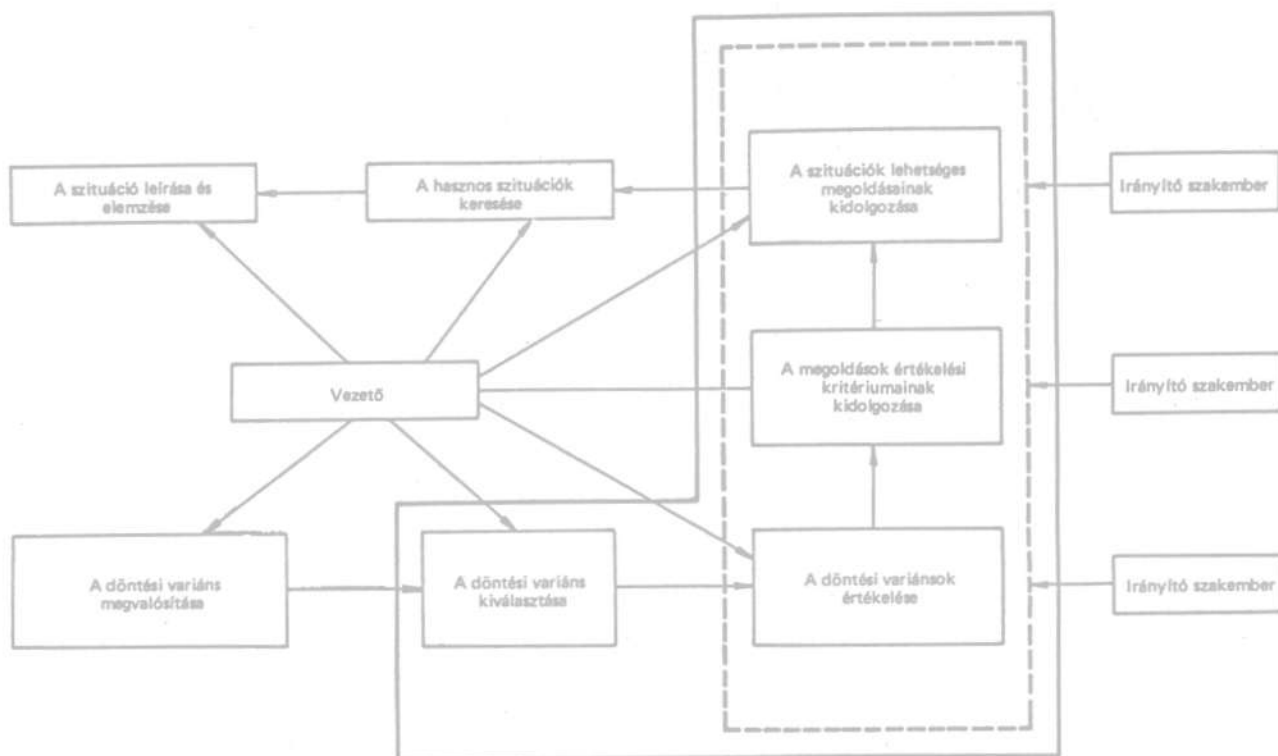 A szituáció leírása és
elemzése
A hasznos szituációk
keresése
A szituációk lehetséges
megoldásainak
kidolgozása
Irányító szakember
Vezető
A megoldások értékelési
kritériumainak
kidolgozása
Irányító szakember
A döntési variáns
megvalósítása
A döntési variáns
kiválasztása
A döntési variánsok
értékelése
Irányító szakember